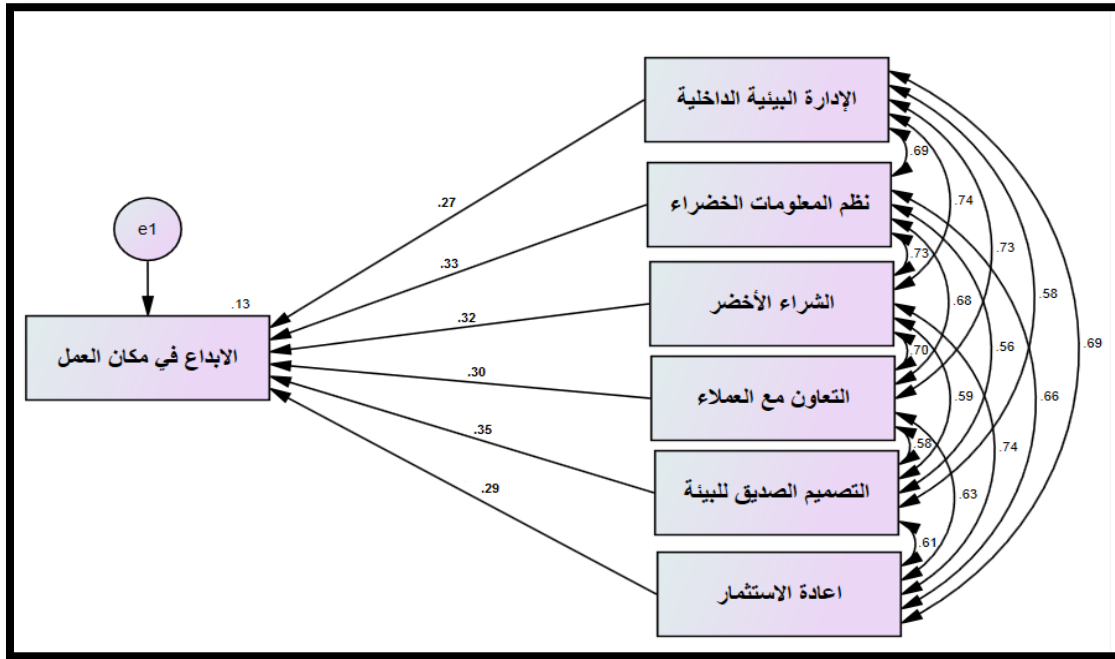 الإدارة البيئية الداخلية
نظم المعلومات الخضراء
الشراء الأخضر
التعاون مع العملاء
التصميم الصديق للبيئة
اعادة الاستثمار
.69
.73
.70
.58
.61
.74
.68
.59
.63
.73
.56
.74
.58
.66
.69
.27
.33
.32
.30
.35
.29
e1
.13
الابداع في مكان العمل